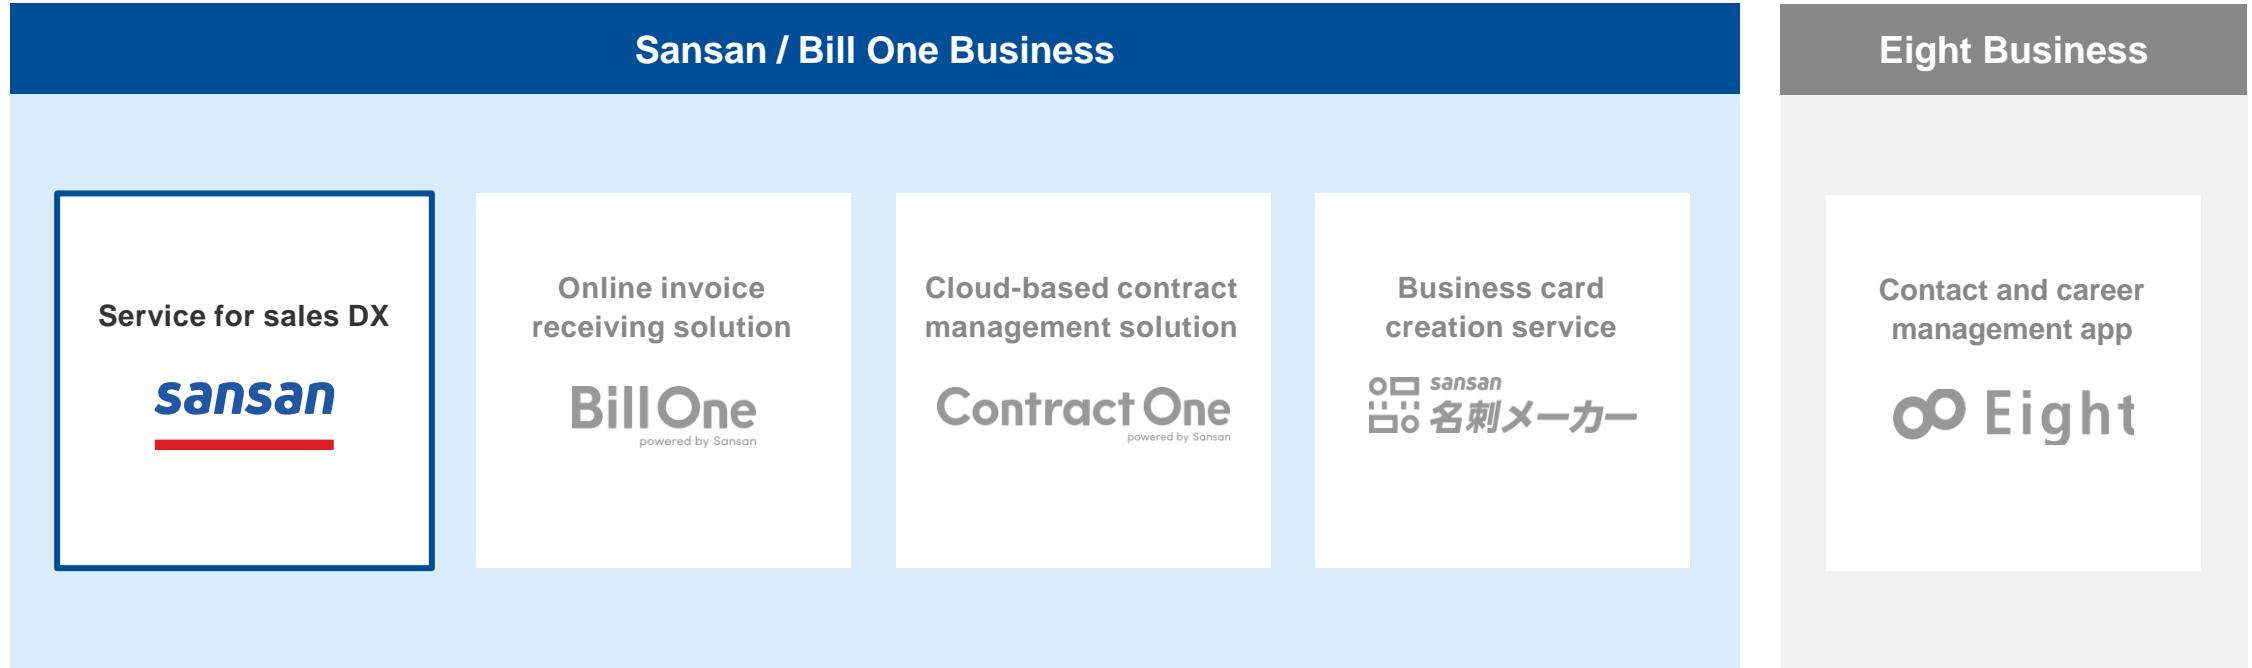 Sansan / Bill One Business
Service for sales DX
sansan
Online invoice
receiving solution
Bill One
powered by Sansan
Cloud-based contract
management solution
Contract One
powered by Sansan
Business card
creation service
sansan
名刺メーカー
Eight Business
Contact and career
management app
Eight